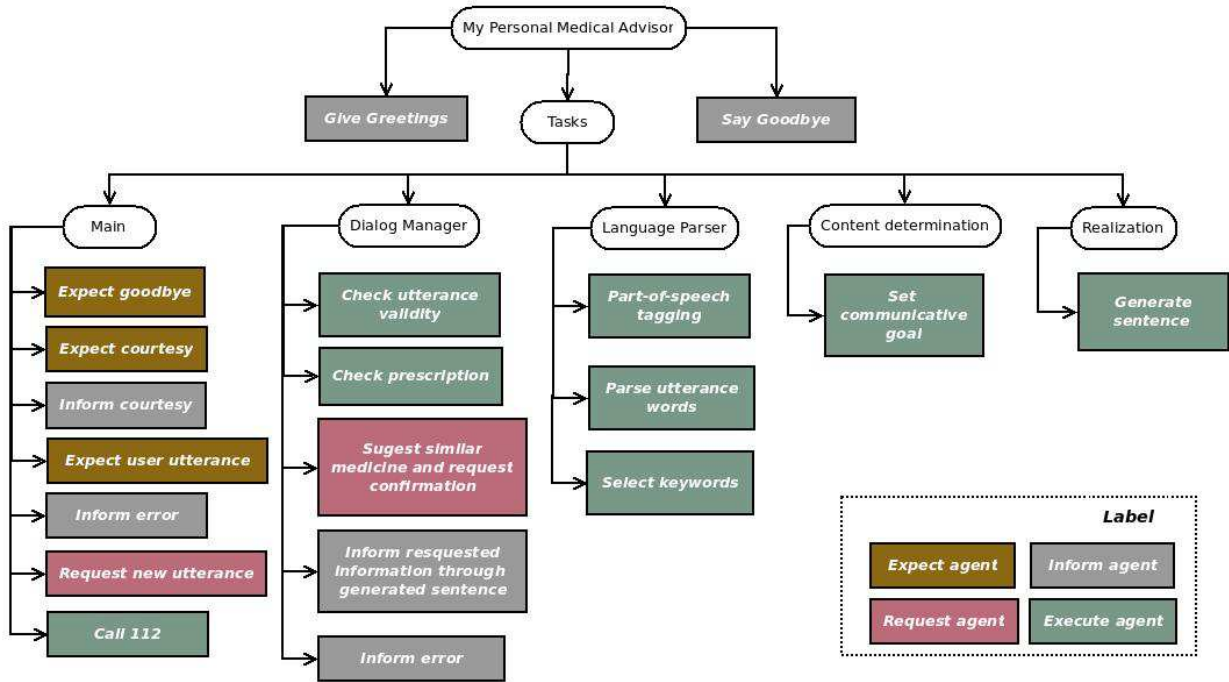 My Personal Medical Advisor
Give Greetings
Tasks
Say Goodbye
Main
Dialog Manager
Language Parser
Content determination
Realization
Expect goodbye
Expect courtesy
Inform courtesy
Expect user utterance
Inform error
Request new utterance
Call 112
Check utterance
validity
Check prescription
Sugest similar
medicine and request
confirmation
Inform resquested
information through
generated sentence
Inform error
Part-of-speech
tagging
Parse utterance
words
Select keywords
Set
communicative
goal
Generate
sentence
Label
Expect agent
Inform agent
Request agent
Execute agent